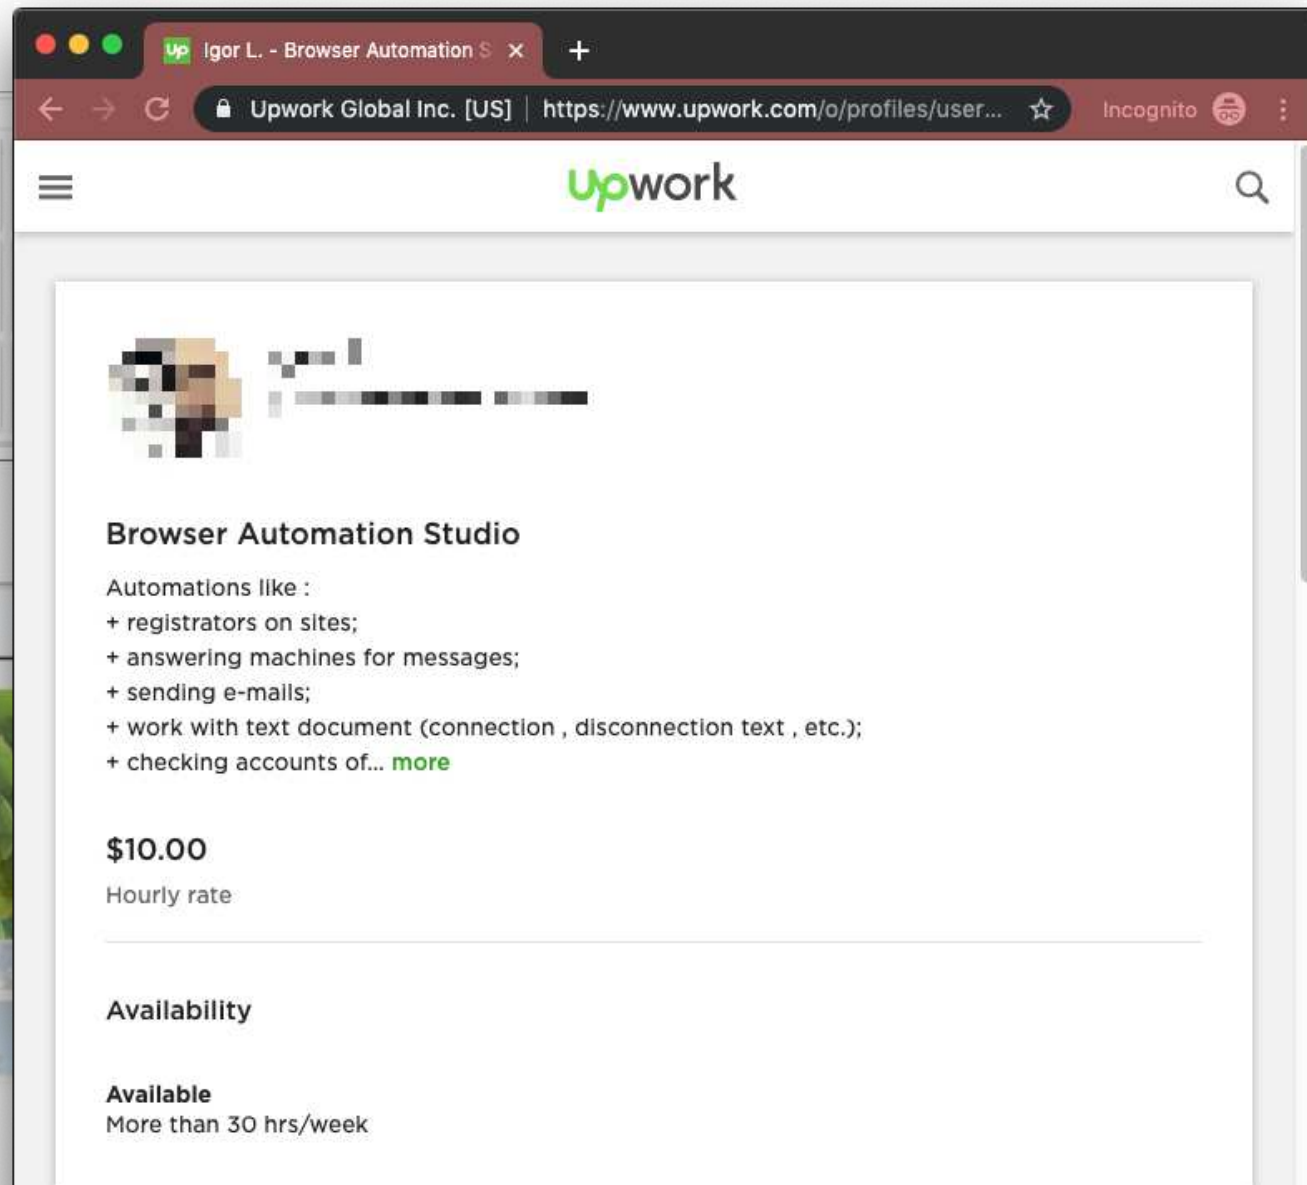 Igor L. - Browser Automation S
Upwork Global Inc. [US] | https://www.upwork.com/o/profiles/user... Incognito
upwork
Browser Automation Studio
Automations like :
+ registrators on sites;
+ answering machines for messages;
+ sending e-mails;
+ work with text document (connection , disconnection text , etc.);
+ checking accounts of... more
$10.00
Hourly rate
Availability
Available
More than 30 hrs/week